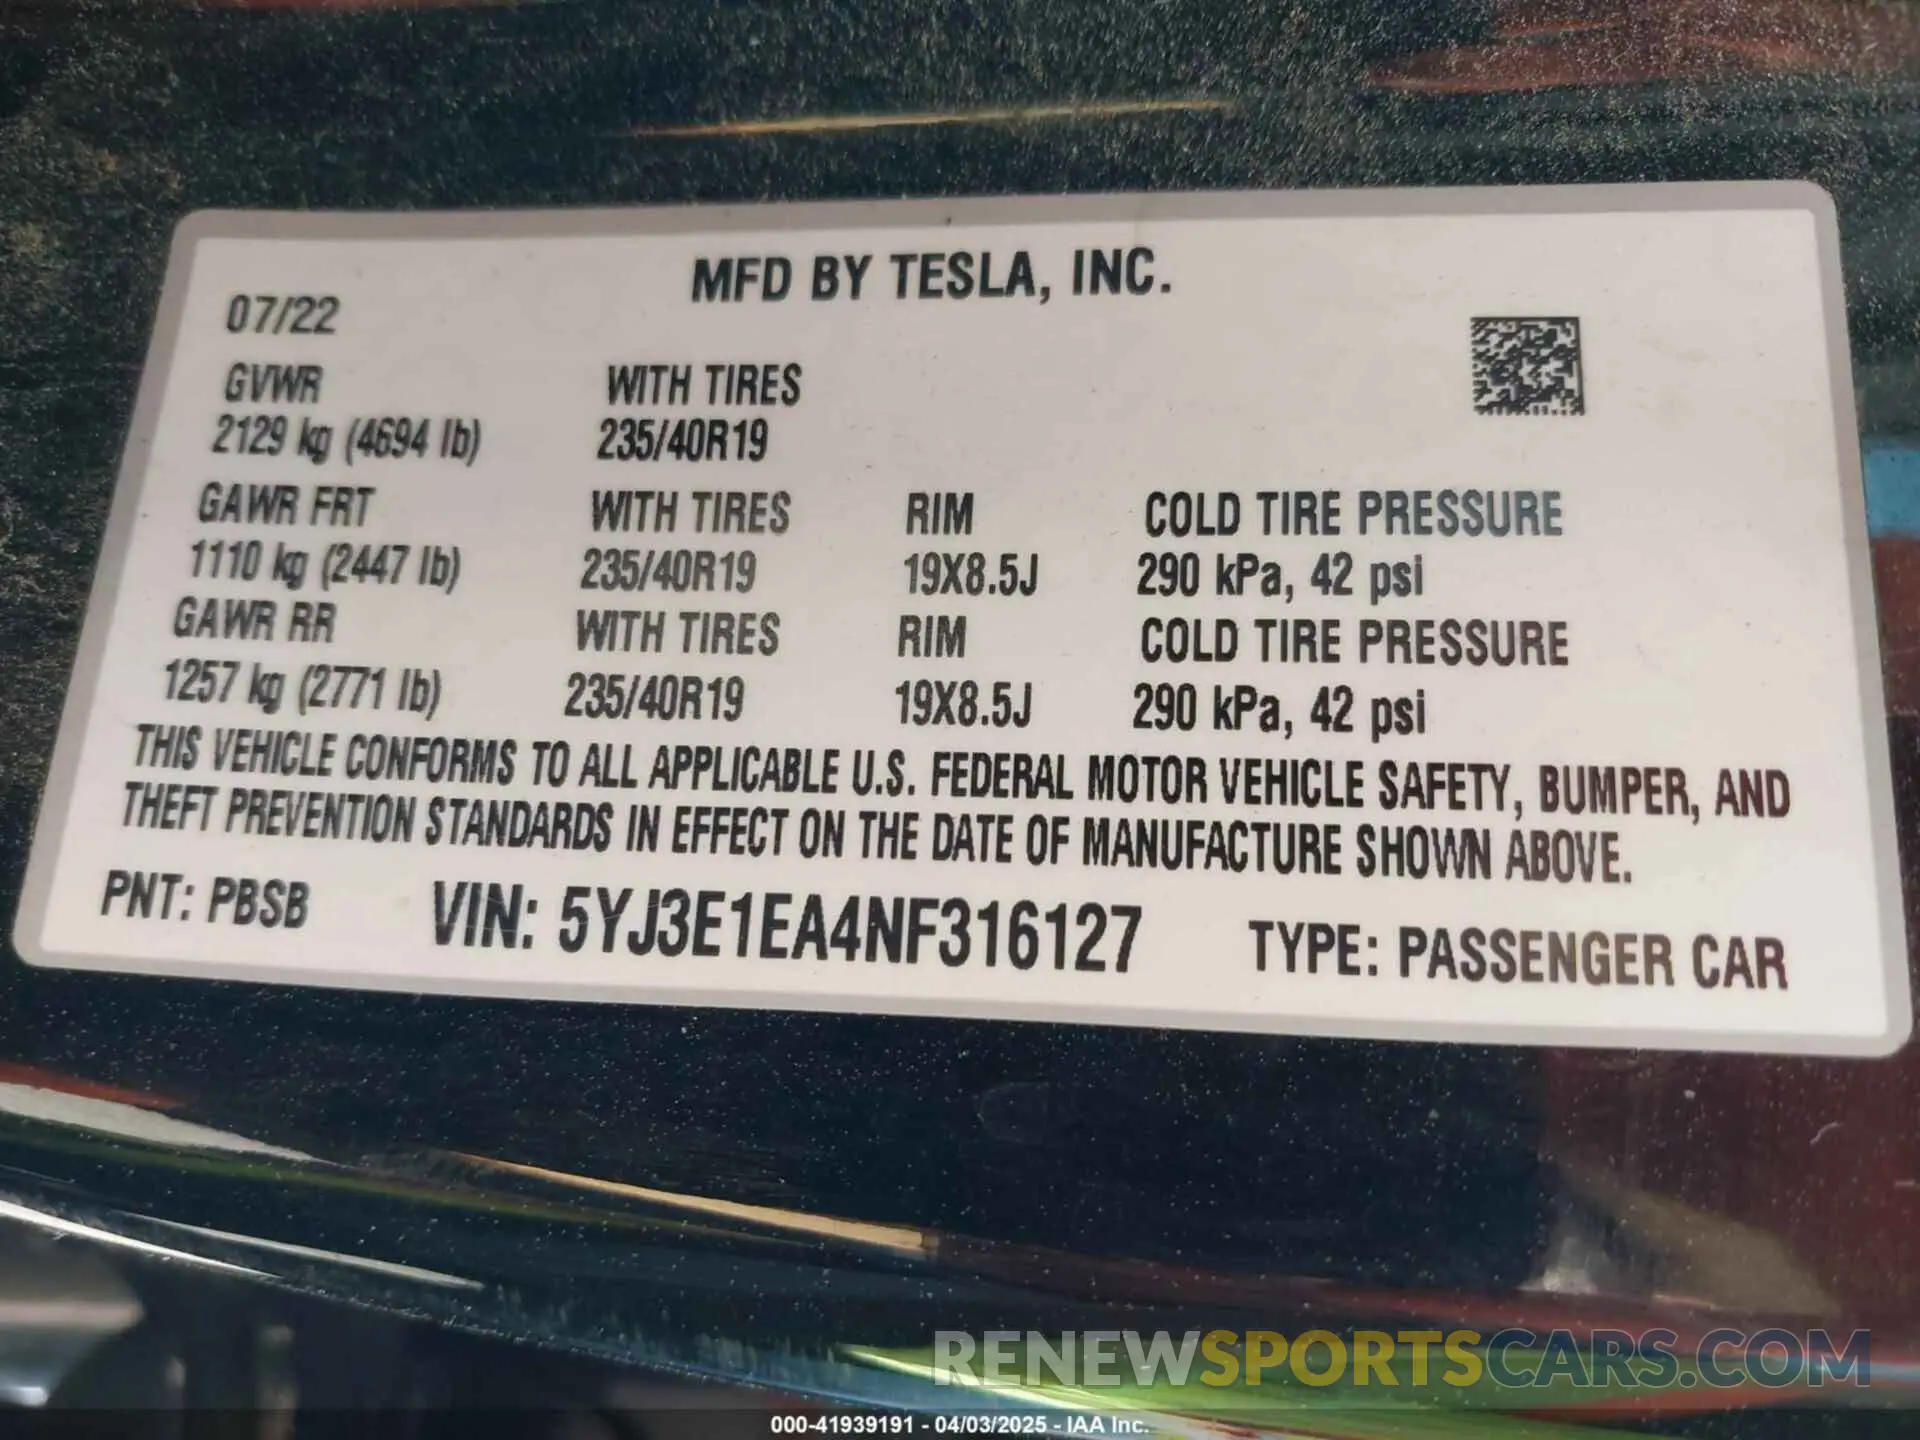 MFD BY TESLA, INC.
07/22
GVWR WITH TIRES
2129 kg (4694 lb) 235/40R19
GAWR FRT WITH TIRES RIM COLD TIRE PRESSURE
1110 kg (2447 lb) 235/40R19 19X8.5J 290 kPa, 42 psi
GAWR RR WITH TIRES RIM COLD TIRE PRESSURE
1257 kg (2771 lb) 235/40R19 19X8.5J 290 kPa, 42 psi
THIS VEHICLE CONFORMS TO ALL APPLICABLE U.S. FEDERAL MOTOR VEHICLE SAFETY, BUMPER, AND
THEFT PREVENTION STANDARDS IN EFFECT ON THE DATE OF MANUFACTURE SHOWN ABOVE.
PNT: PBSB VIN: 5YJ3E1EA4NF316127 TYPE: PASSENGER CAR
RENEWSPORTSCARS.COM
000-41939191 - 04/03/2025 - IAA Inc.